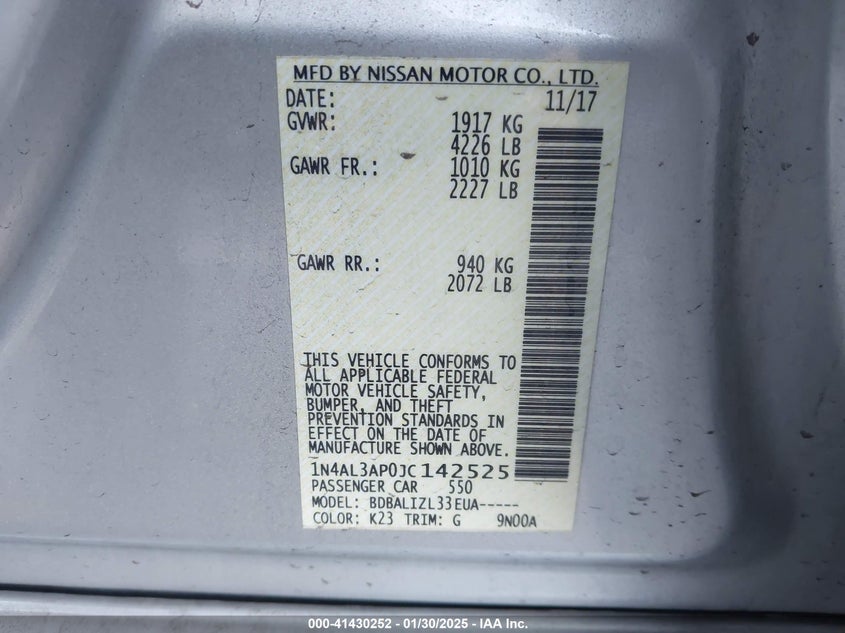 MFD BY NISSAN MOTOR CO., LTD.
DATE: 11/17
GVWR: 1917 KG
4226 LB
GAWR FR.: 1010 KG
2227 LB
GAWR RR.: 940 KG
2072 LB
THIS VEHICLE CONFORMS TO
ALL APPLICABLE FEDERAL
MOTOR VEHICLE SAFETY,
BUMPER, AND THEFT
PREVENTION STANDARDS IN
EFFECT ON THE DATE OF
MANUFACTURE SHOWN ABOVE.
1N4AL3AP0JC142525
PASSENGER CAR 550
MODEL: BDBALIZL33EUA-----
COLOR: K23 TRIM: G 9N00A
000-41430252 — 01/30/2025 — IAA Inc.